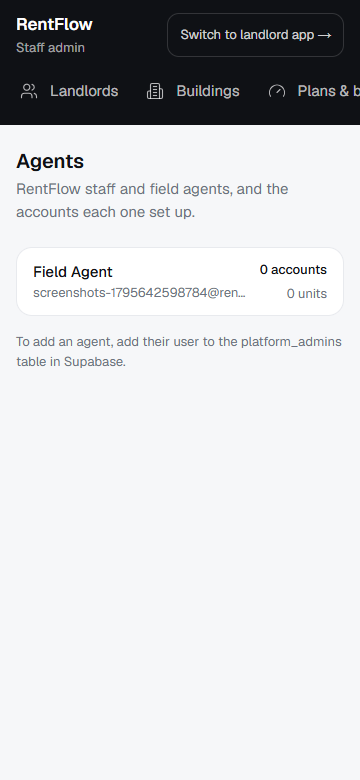 RentFlow
Staff admin
Switch to landlord app →
Landlords
Buildings
Plans & b
Agents
RentFlow staff and field agents, and the
accounts each one set up.
Field Agent
0 accounts
screenshots-1795642598784@ren...
0 units
To add an agent, add their user to the platform_admins
table in Supabase.